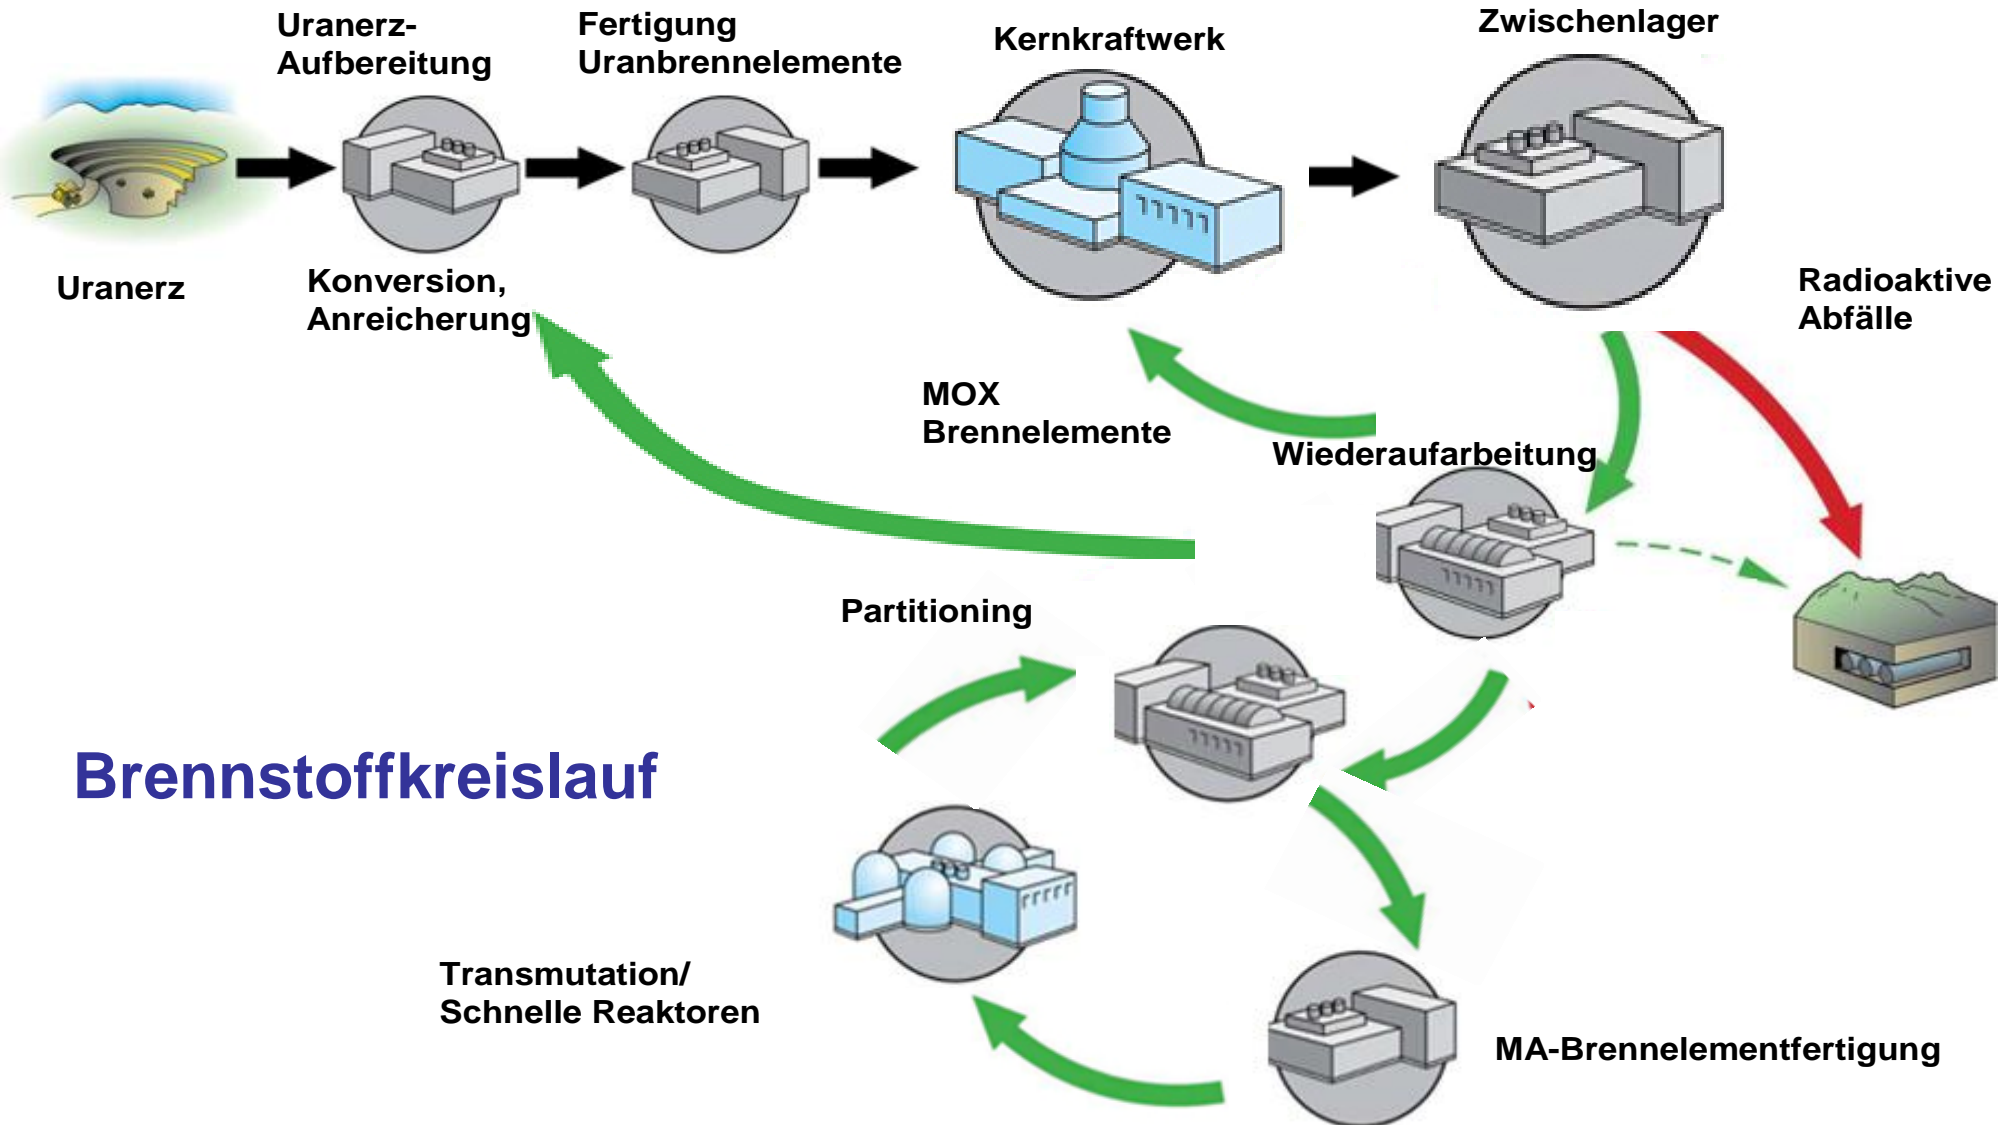 Uranerz-
Aufbereitung
Fertigung
Uranbrennelemente
Kernkraftwerk
Zwischenlager
Uranerz
Konversion,
Anreicherung
Radioaktive
Abfälle
MOX
Brennelemente
Wiederaufarbeitung
Partitioning
Brennstoffkreislauf
Transmutation/
Schnelle Reaktoren
MA-Brennelementfertigung